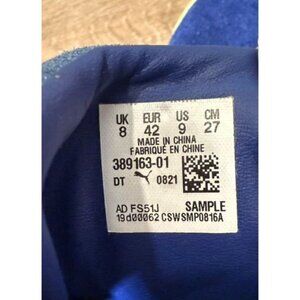 UK EUR US CM
8 42 9 27
MADE IN CHINA
FABRIQUÉ EN CHINE
389163-01
DT 0821
AD FS51J SAMPLE
19d00062 CSWSMP0816A